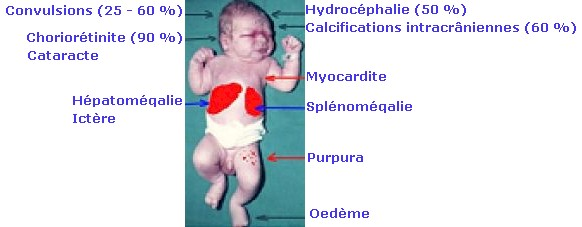 Convulsions (25 - 60 %)
Choriorétinite (90 %)
Cataracte
Hépatoméqalie
Ictère
Hydrocéphalie (50 %)
Calcifications intracrâniennes (60 %)
Myocardite
Splénoméqalie
Purpura
Oedème